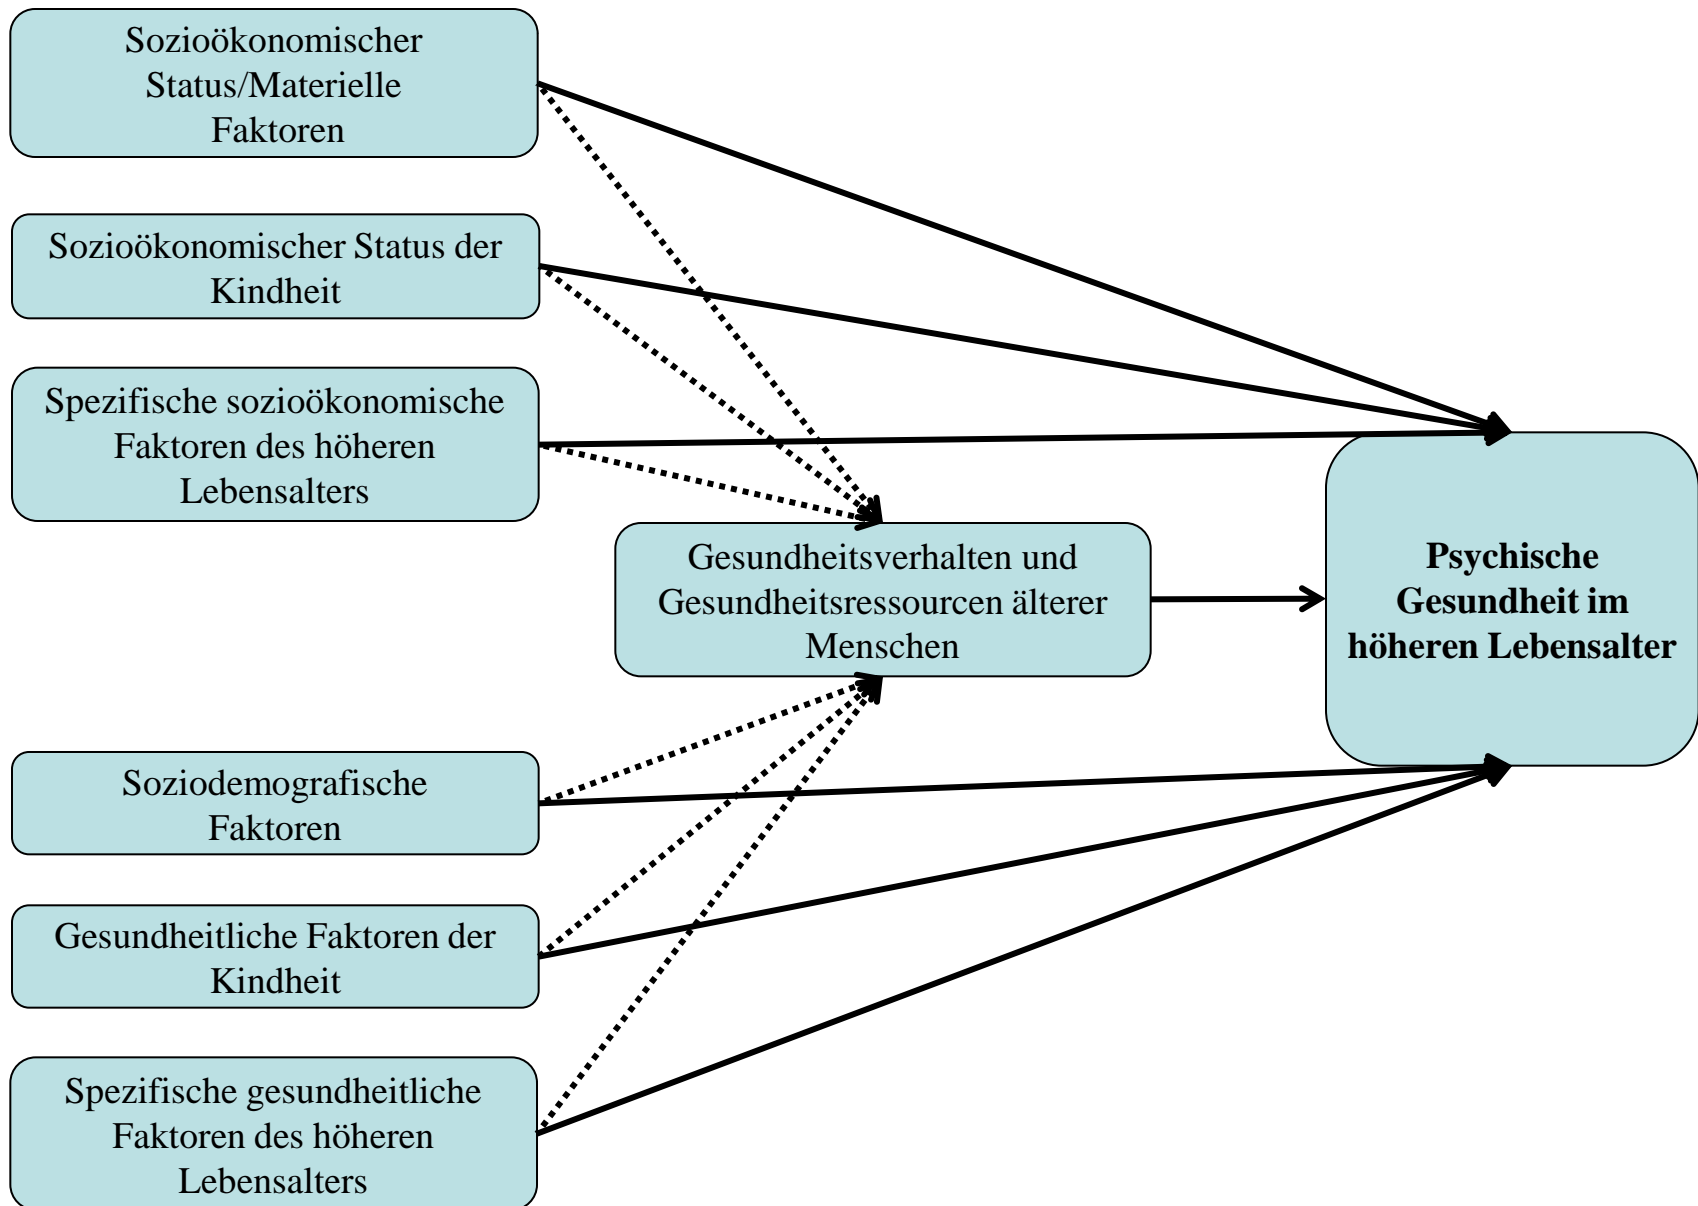 Sozioökonomischer
Status/Materielle
Faktoren
Sozioökonomischer Status der
Kindheit
Spezifische sozioökonomische
Faktoren des höheren
Lebensalters
Gesundheitsverhalten und
Gesundheitsressourcen älterer
Menschen
Psychische
Gesundheit im
höheren Lebensalter
Soziodemografische
Faktoren
Gesundheitliche Faktoren der
Kindheit
Spezifische gesundheitliche
Faktoren des höheren
Lebensalters